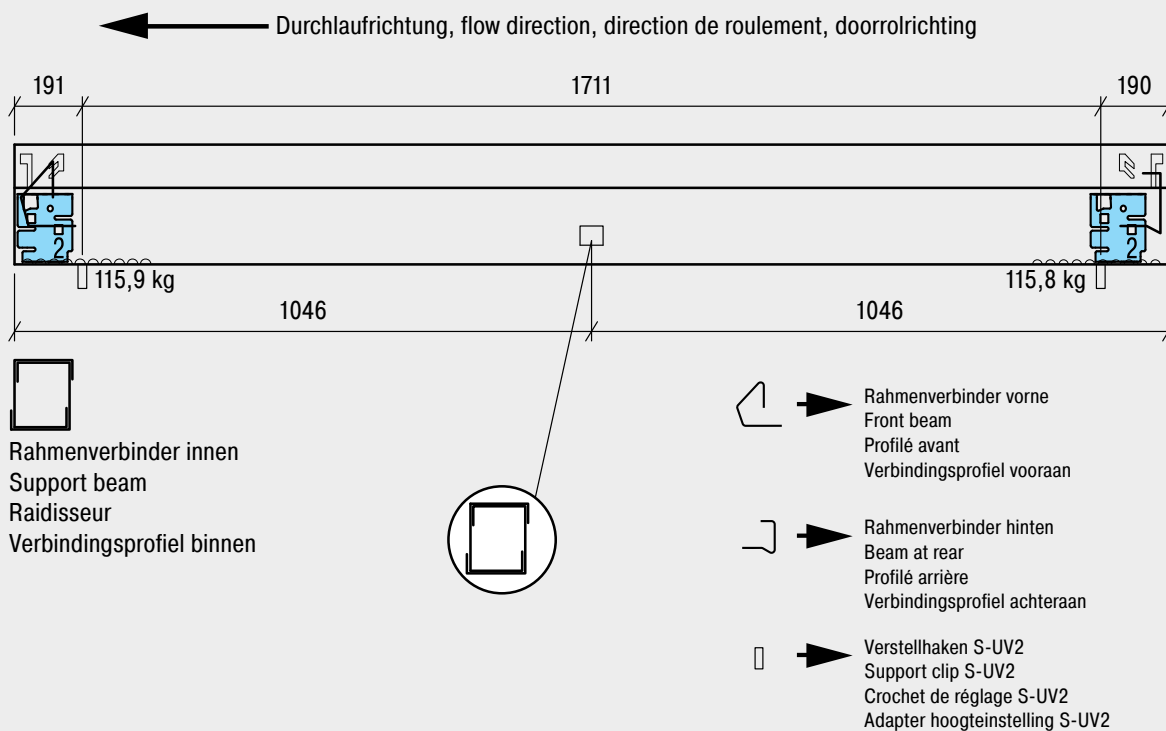 Durchlaufrichtung, flow direction, direction de roulement, doorrolrichting
191 1711 190
2 2
115,9 kg 115,8 kg
1046 1046
Rahmenverbinder innen
Support beam
Raidisseur
Verbindingsprofiel binnen
Rahmenverbinder vorne
Front beam
Profilé avant
Verbindingsprofiel vooraan
Rahmenverbinder hinten
Beam at rear
Profilé arrière
Verbindingsprofiel achteraan
Verstellhaken S-UV2
Support clip S-UV2
Crochet de réglage S-UV2
Adapter hoogteinstelling S-UV2